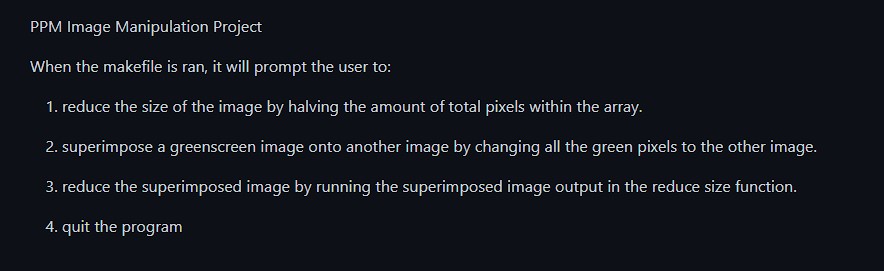 PPM Image Manipulation Project
When the makefile is ran, it will prompt the user to:
1. reduce the size of the image by halving the amount of total pixels within the array.
2. superimpose a greenscreen image onto another image by changing all the green pixels to the other image.
3. reduce the superimposed image by running the superimposed image output in the reduce size function.
4. quit the program